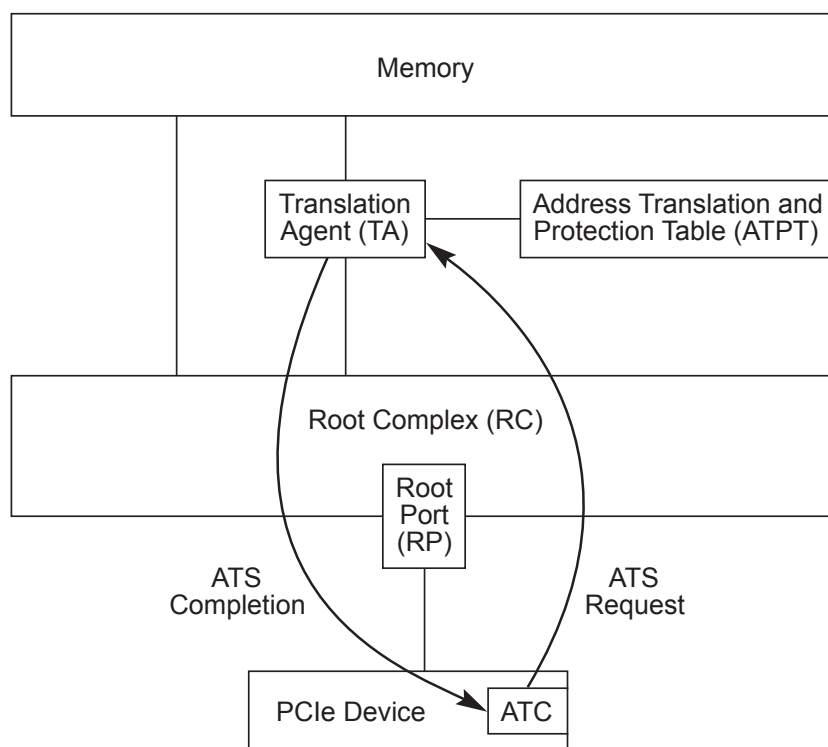 Memory
Translation
Agent (TA)
Address Translation and
Protection Table (ATPT)
Root Complex (RC)
Root
Port
(RP)
ATS
Completion
ATS
Request
PCIe Device
ATC